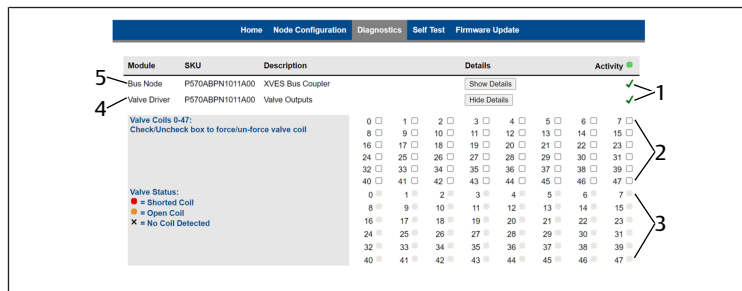 Home Node Configuration Diagnostics Self Test Firmware Update
Module SKU Description Details Activity
5 Bus Node P570ABPN1011A00 XVES Bus Coupler Show Details 1
4 Valve Driver P570ABPN1011A00 Valve Outputs Hide Details
Valve Coils 0-47:
Check/Uncheck box to force/un-force valve coil
0 1 2 3 4 5 6 7
8 9 10 11 12 13 14 15
16 17 18 19 20 21 22 23
24 25 26 27 28 29 30 31
32 33 34 35 36 37 38 39
40 41 42 43 44 45 46 47
2
Valve Status:
= Shorted Coil
= Open Coil
X = No Coil Detected
0 1 2 3 4 5 6 7
8 9 10 11 12 13 14 15
16 17 18 19 20 21 22 23
24 25 26 27 28 29 30 31
32 33 34 35 36 37 38 39
40 41 42 43 44 45 46 47
3